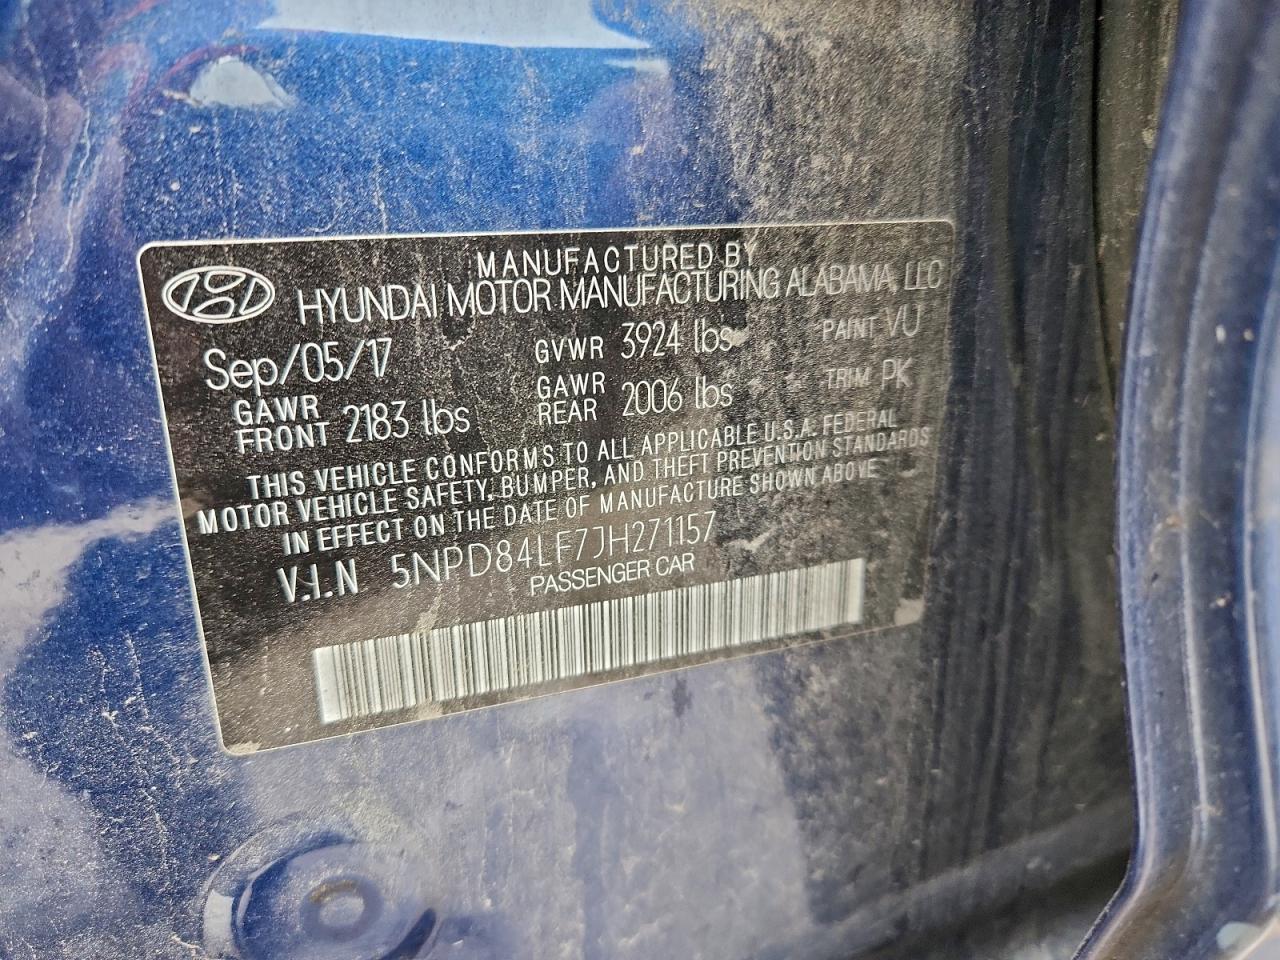 MANUFACTURED BY
HYUNDAI MOTOR MANUFACTURING ALABAMA, LLC
Sep/05/17 GVWR 3924 lbs PAINT VU
GAWR FRONT 2183 lbs GAWR REAR 2006 lbs TRIM PK
THIS VEHICLE CONFORMS TO ALL APPLICABLE U.S.A. FEDERAL
MOTOR VEHICLE SAFETY, BUMPER, AND THEFT PREVENTION STANDARDS
IN EFFECT ON THE DATE OF MANUFACTURE SHOWN ABOVE
V.I.N 5NPD84LF7JH271157
PASSENGER CAR